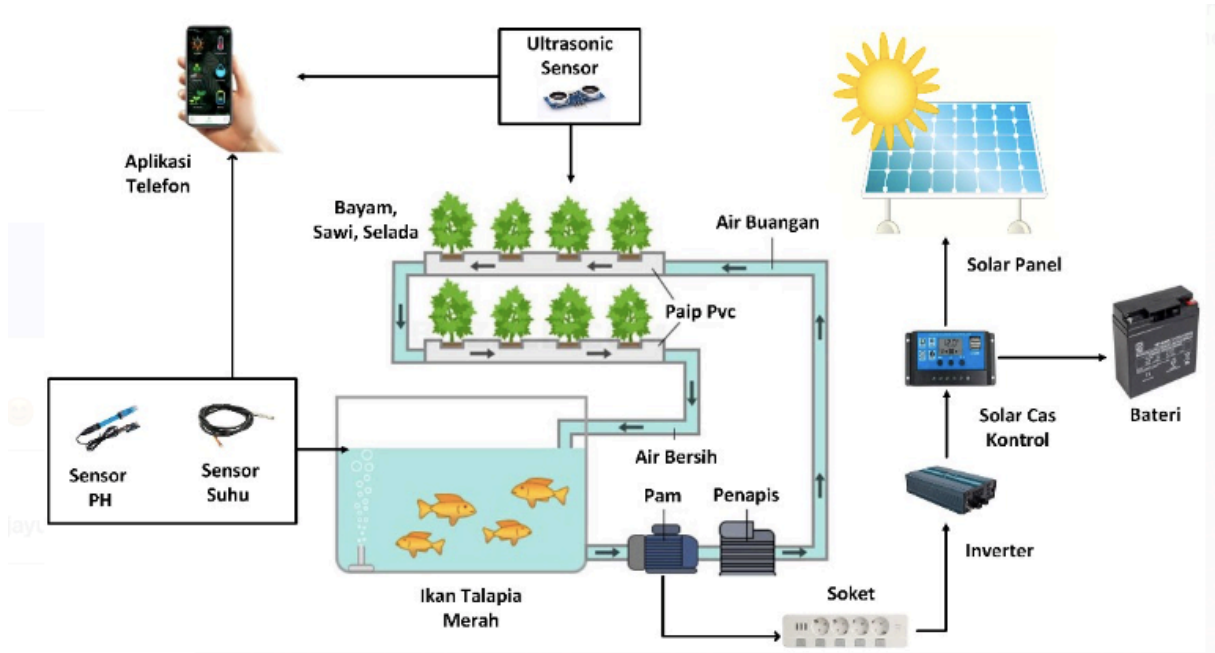 Ultrasonic
Sensor
Aplikasi
Telefon
Bayam,
Sawi, Selada
Air Buangan
Solar Panel
Paip Pvc
Solar Cas
Kontrol
Bateri
Sensor
PH
Sensor
Suhu
Air Bersih
Pam
Penapis
Inverter
Ikan Talapia
Merah
Soket